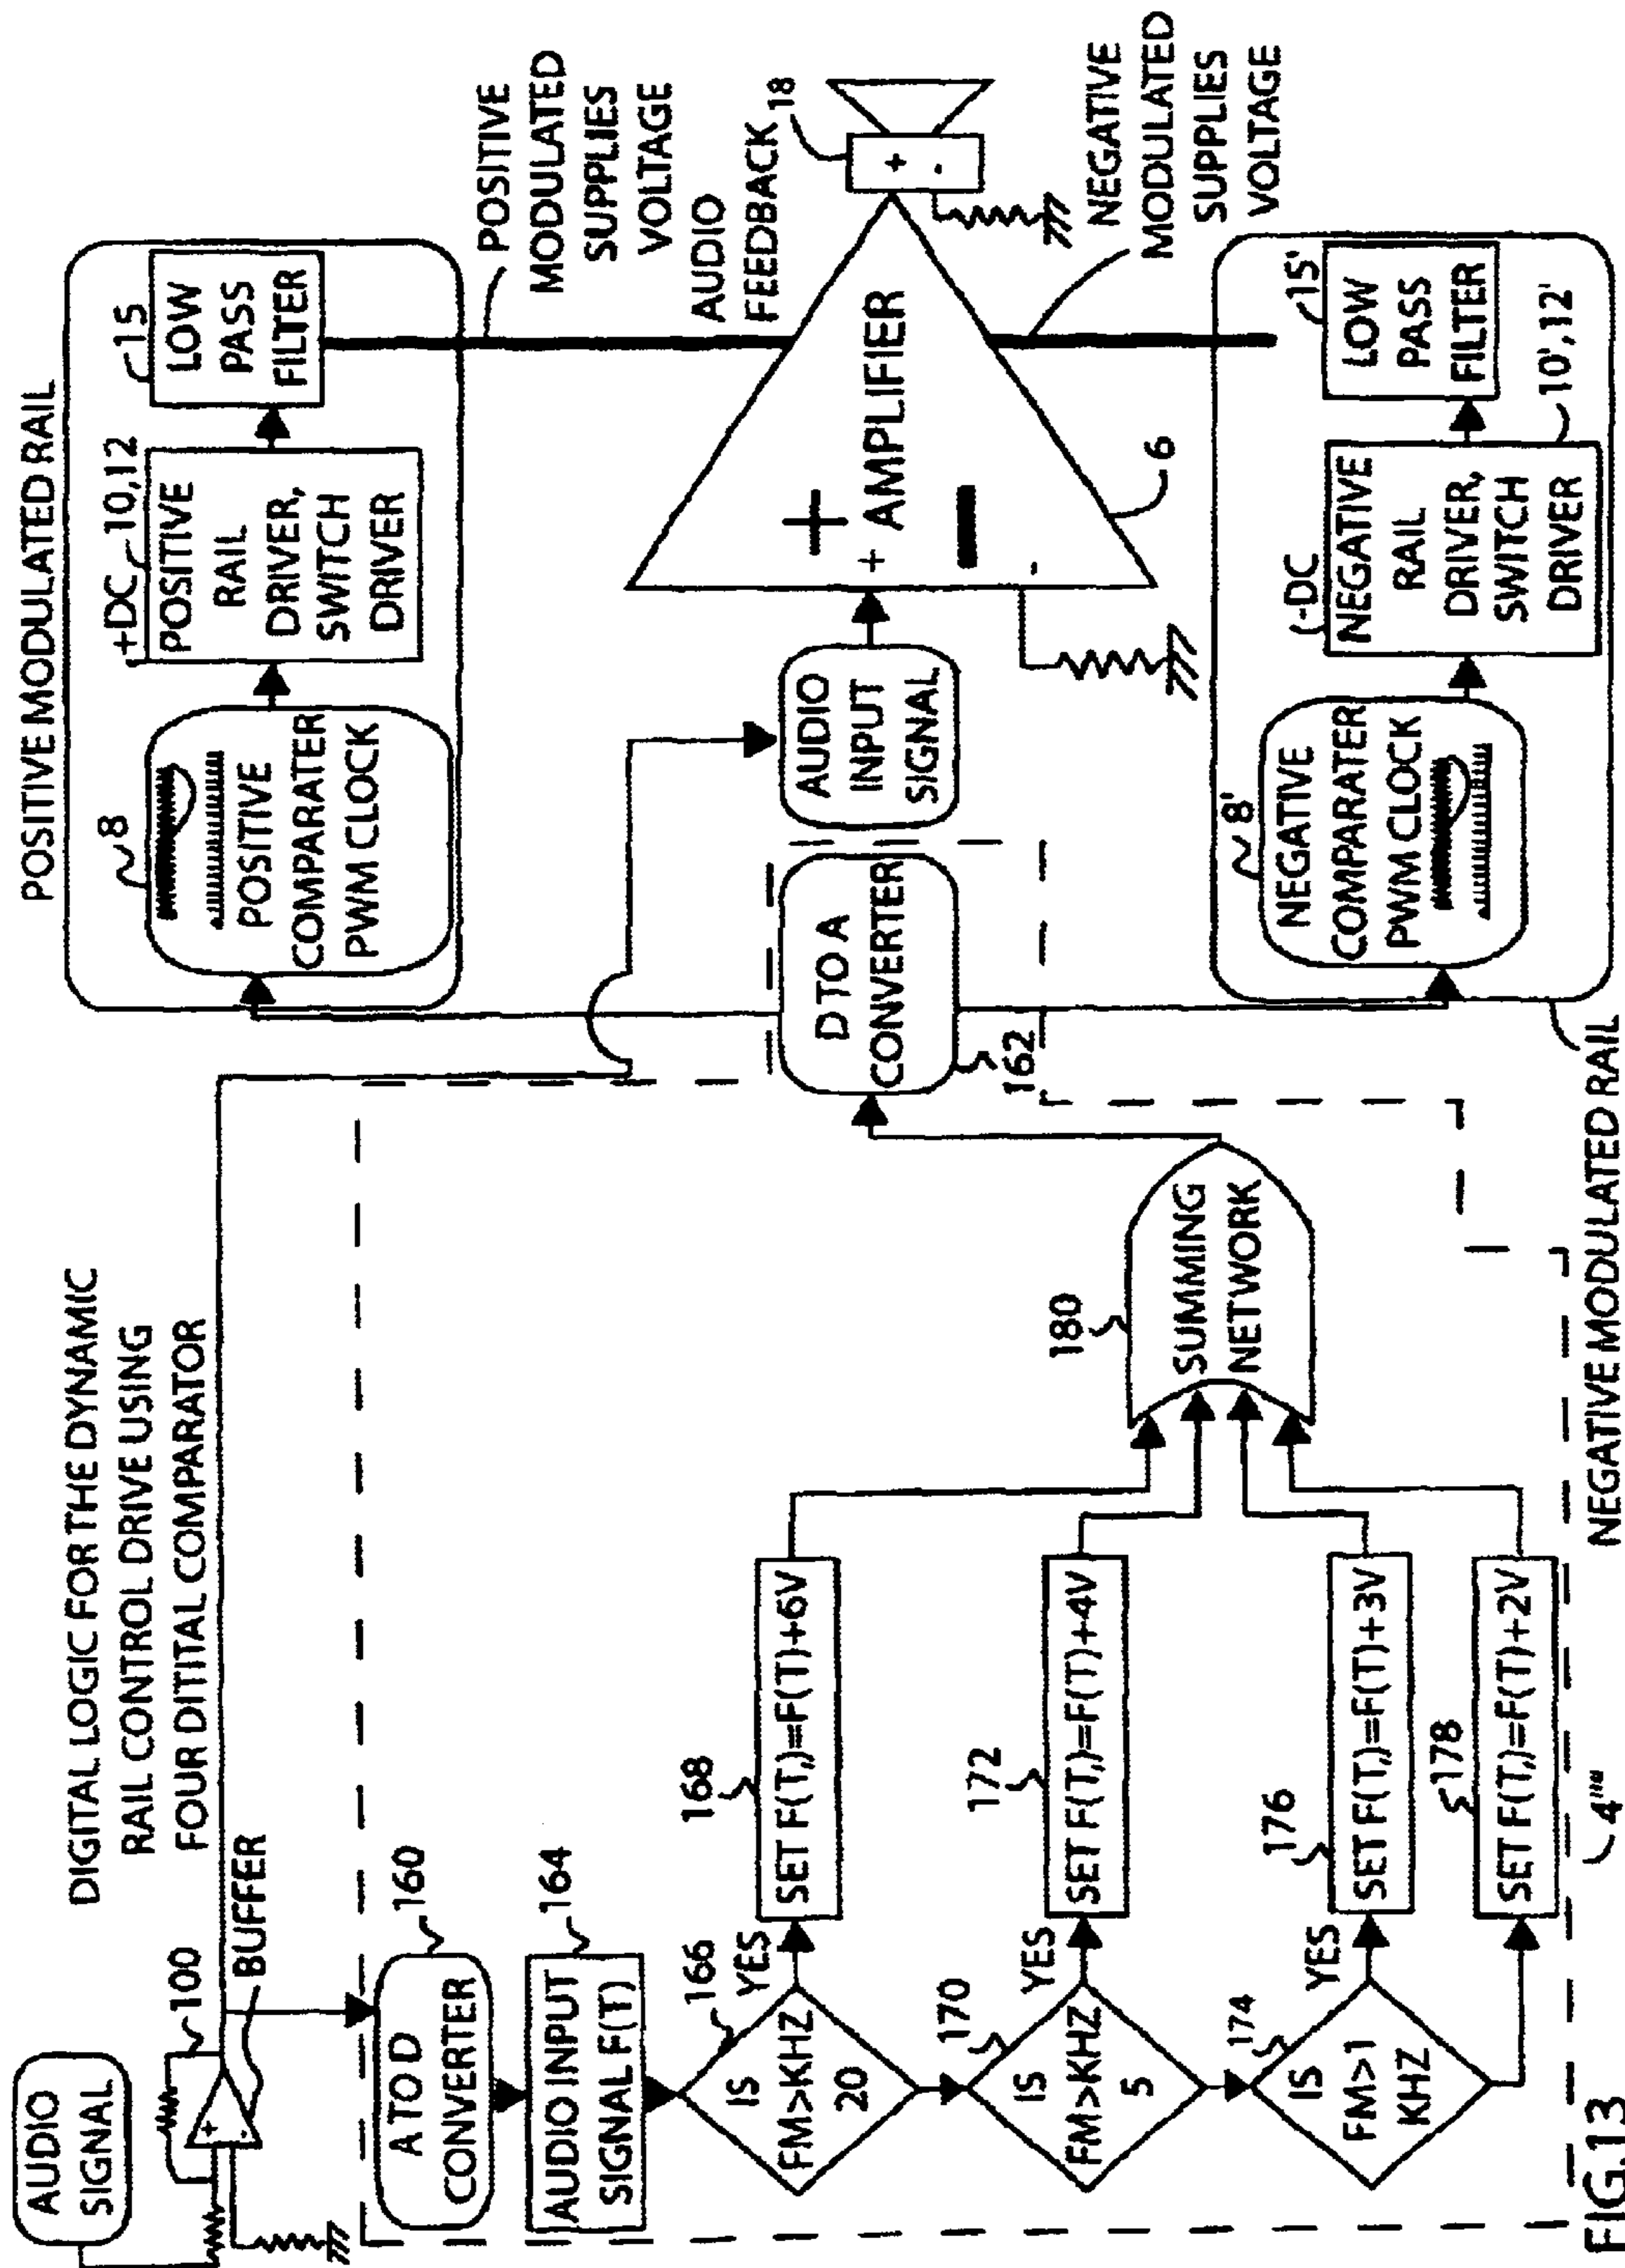 DIGITAL LOGIC FOR THE DYNAMIC
RAIL CONTROL DRIVE USING
FOUR DITITAL COMPARATOR
AUDIO
SIGNAL
100
BUFFER
160
A TO D
CONVERTER
164
AUDIO INPUT
SIGNAL F(T)
166
IS
FM>KHZ
20
YES
168
SET F(T,)=F(T)+6V
170
IS
FM>KHZ
5
YES
172
SET F(T,)=F(T)+4V
174
IS
FM>1
KHZ
YES
176
SET F(T,)=F(T)+3V
178
SET F(T,)=F(T)+2V
4'''
180
SUMMING
NETWORK
D TO A
CONVERTER
162
POSITIVE MODULATED RAIL
8
POSITIVE
COMPARATER
PWM CLOCK
+DC
10,12
POSITIVE
RAIL
DRIVER,
SWITCH
DRIVER
15
LOW
PASS
FILTER
POSITIVE
MODULATED
SUPPLIES
VOLTAGE
AUDIO
FEEDBACK
18
+
-
AUDIO
INPUT
SIGNAL
+
+ AMPLIFIER
-
-
6
NEGATIVE
MODULATED
SUPPLIES
VOLTAGE
8'
NEGATIVE
COMPARATER
PWM CLOCK
(-DC
NEGATIVE
RAIL
DRIVER,
SWITCH
DRIVER
10',12'
15'
LOW
PASS
FILTER
NEGATIVE MODULATED RAIL
FIG.13